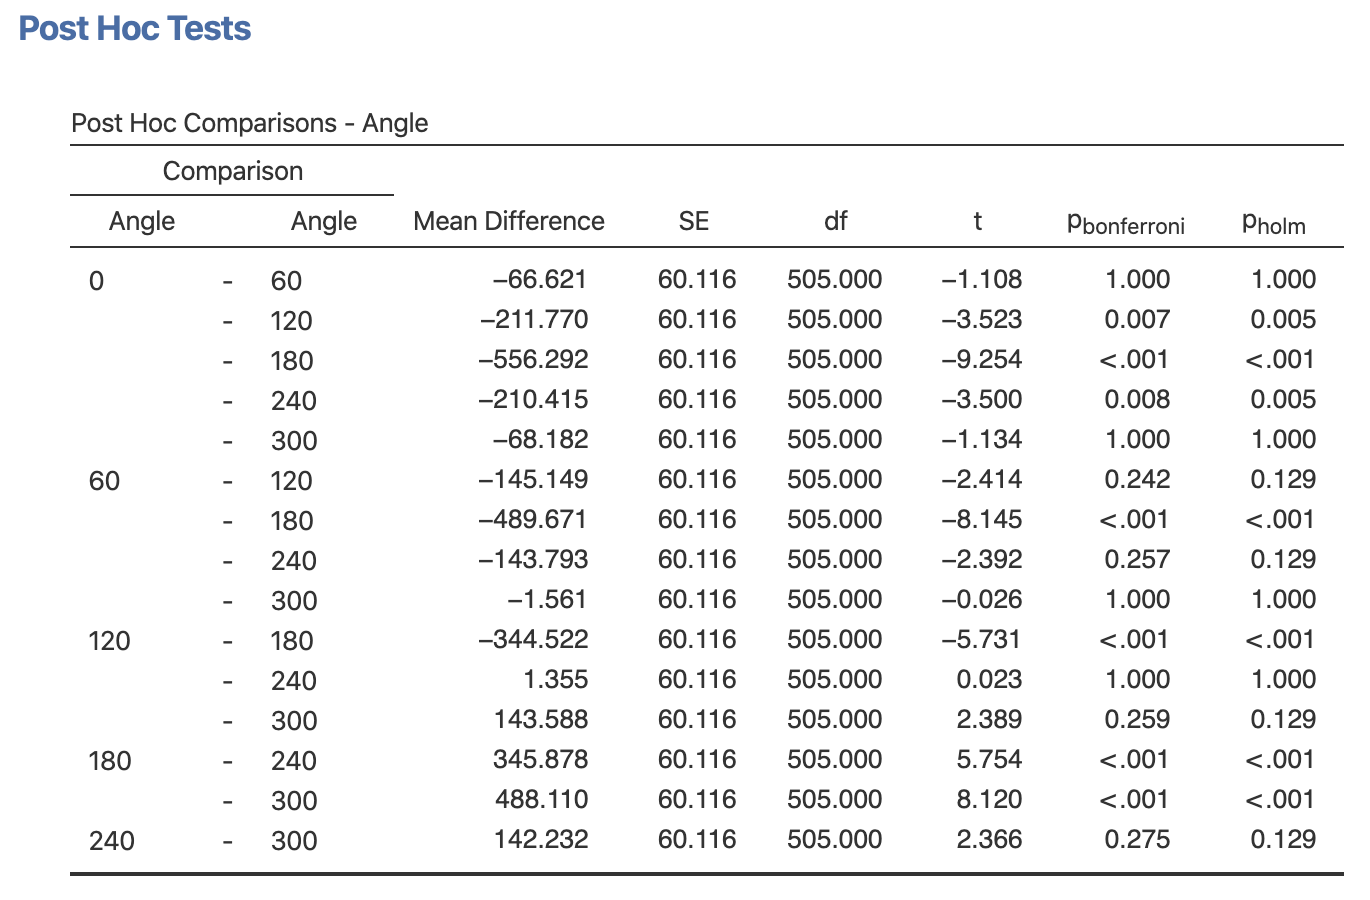 Post Hoc Tests
Post Hoc Comparisons - Angle
Comparison
Angle Angle Mean Difference SE df t pbonferroni pholm
0 - 60 −66.621 60.116 505.000 −1.108 1.000 1.000
- 120 −211.770 60.116 505.000 −3.523 0.007 0.005
- 180 −556.292 60.116 505.000 −9.254 <.001 <.001
- 240 −210.415 60.116 505.000 −3.500 0.008 0.005
- 300 −68.182 60.116 505.000 −1.134 1.000 1.000
60 - 120 −145.149 60.116 505.000 −2.414 0.242 0.129
- 180 −489.671 60.116 505.000 −8.145 <.001 <.001
- 240 −143.793 60.116 505.000 −2.392 0.257 0.129
- 300 −1.561 60.116 505.000 −0.026 1.000 1.000
120 - 180 −344.522 60.116 505.000 −5.731 <.001 <.001
- 240 1.355 60.116 505.000 0.023 1.000 1.000
- 300 143.588 60.116 505.000 2.389 0.259 0.129
180 - 240 345.878 60.116 505.000 5.754 <.001 <.001
- 300 488.110 60.116 505.000 8.120 <.001 <.001
240 - 300 142.232 60.116 505.000 2.366 0.275 0.129